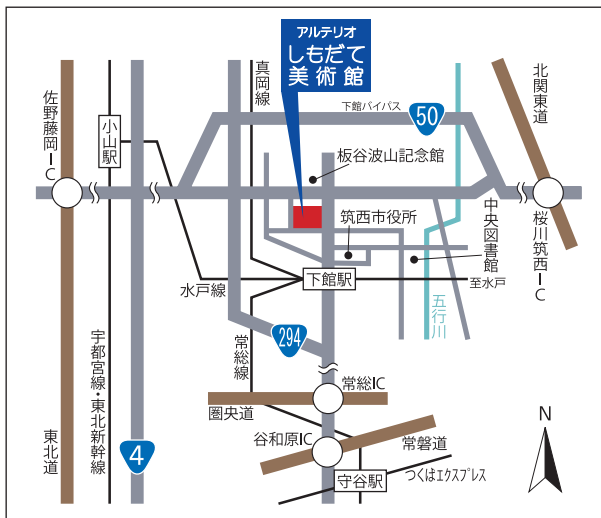 アルテリオ
しもだて
美術館
真岡線
下館バイパス
50
北関東道
佐野藤岡IC
小山駅
板谷波山記念館
筑西市役所
中央図書館
桜川筑西IC
下館駅
至水戸
水戸線
五行川
294
常総線
宇都宮線・東北新幹線
常総IC
圏央道
谷和原IC
常磐道
東北道
4
守谷駅
つくばエクスプレス
N